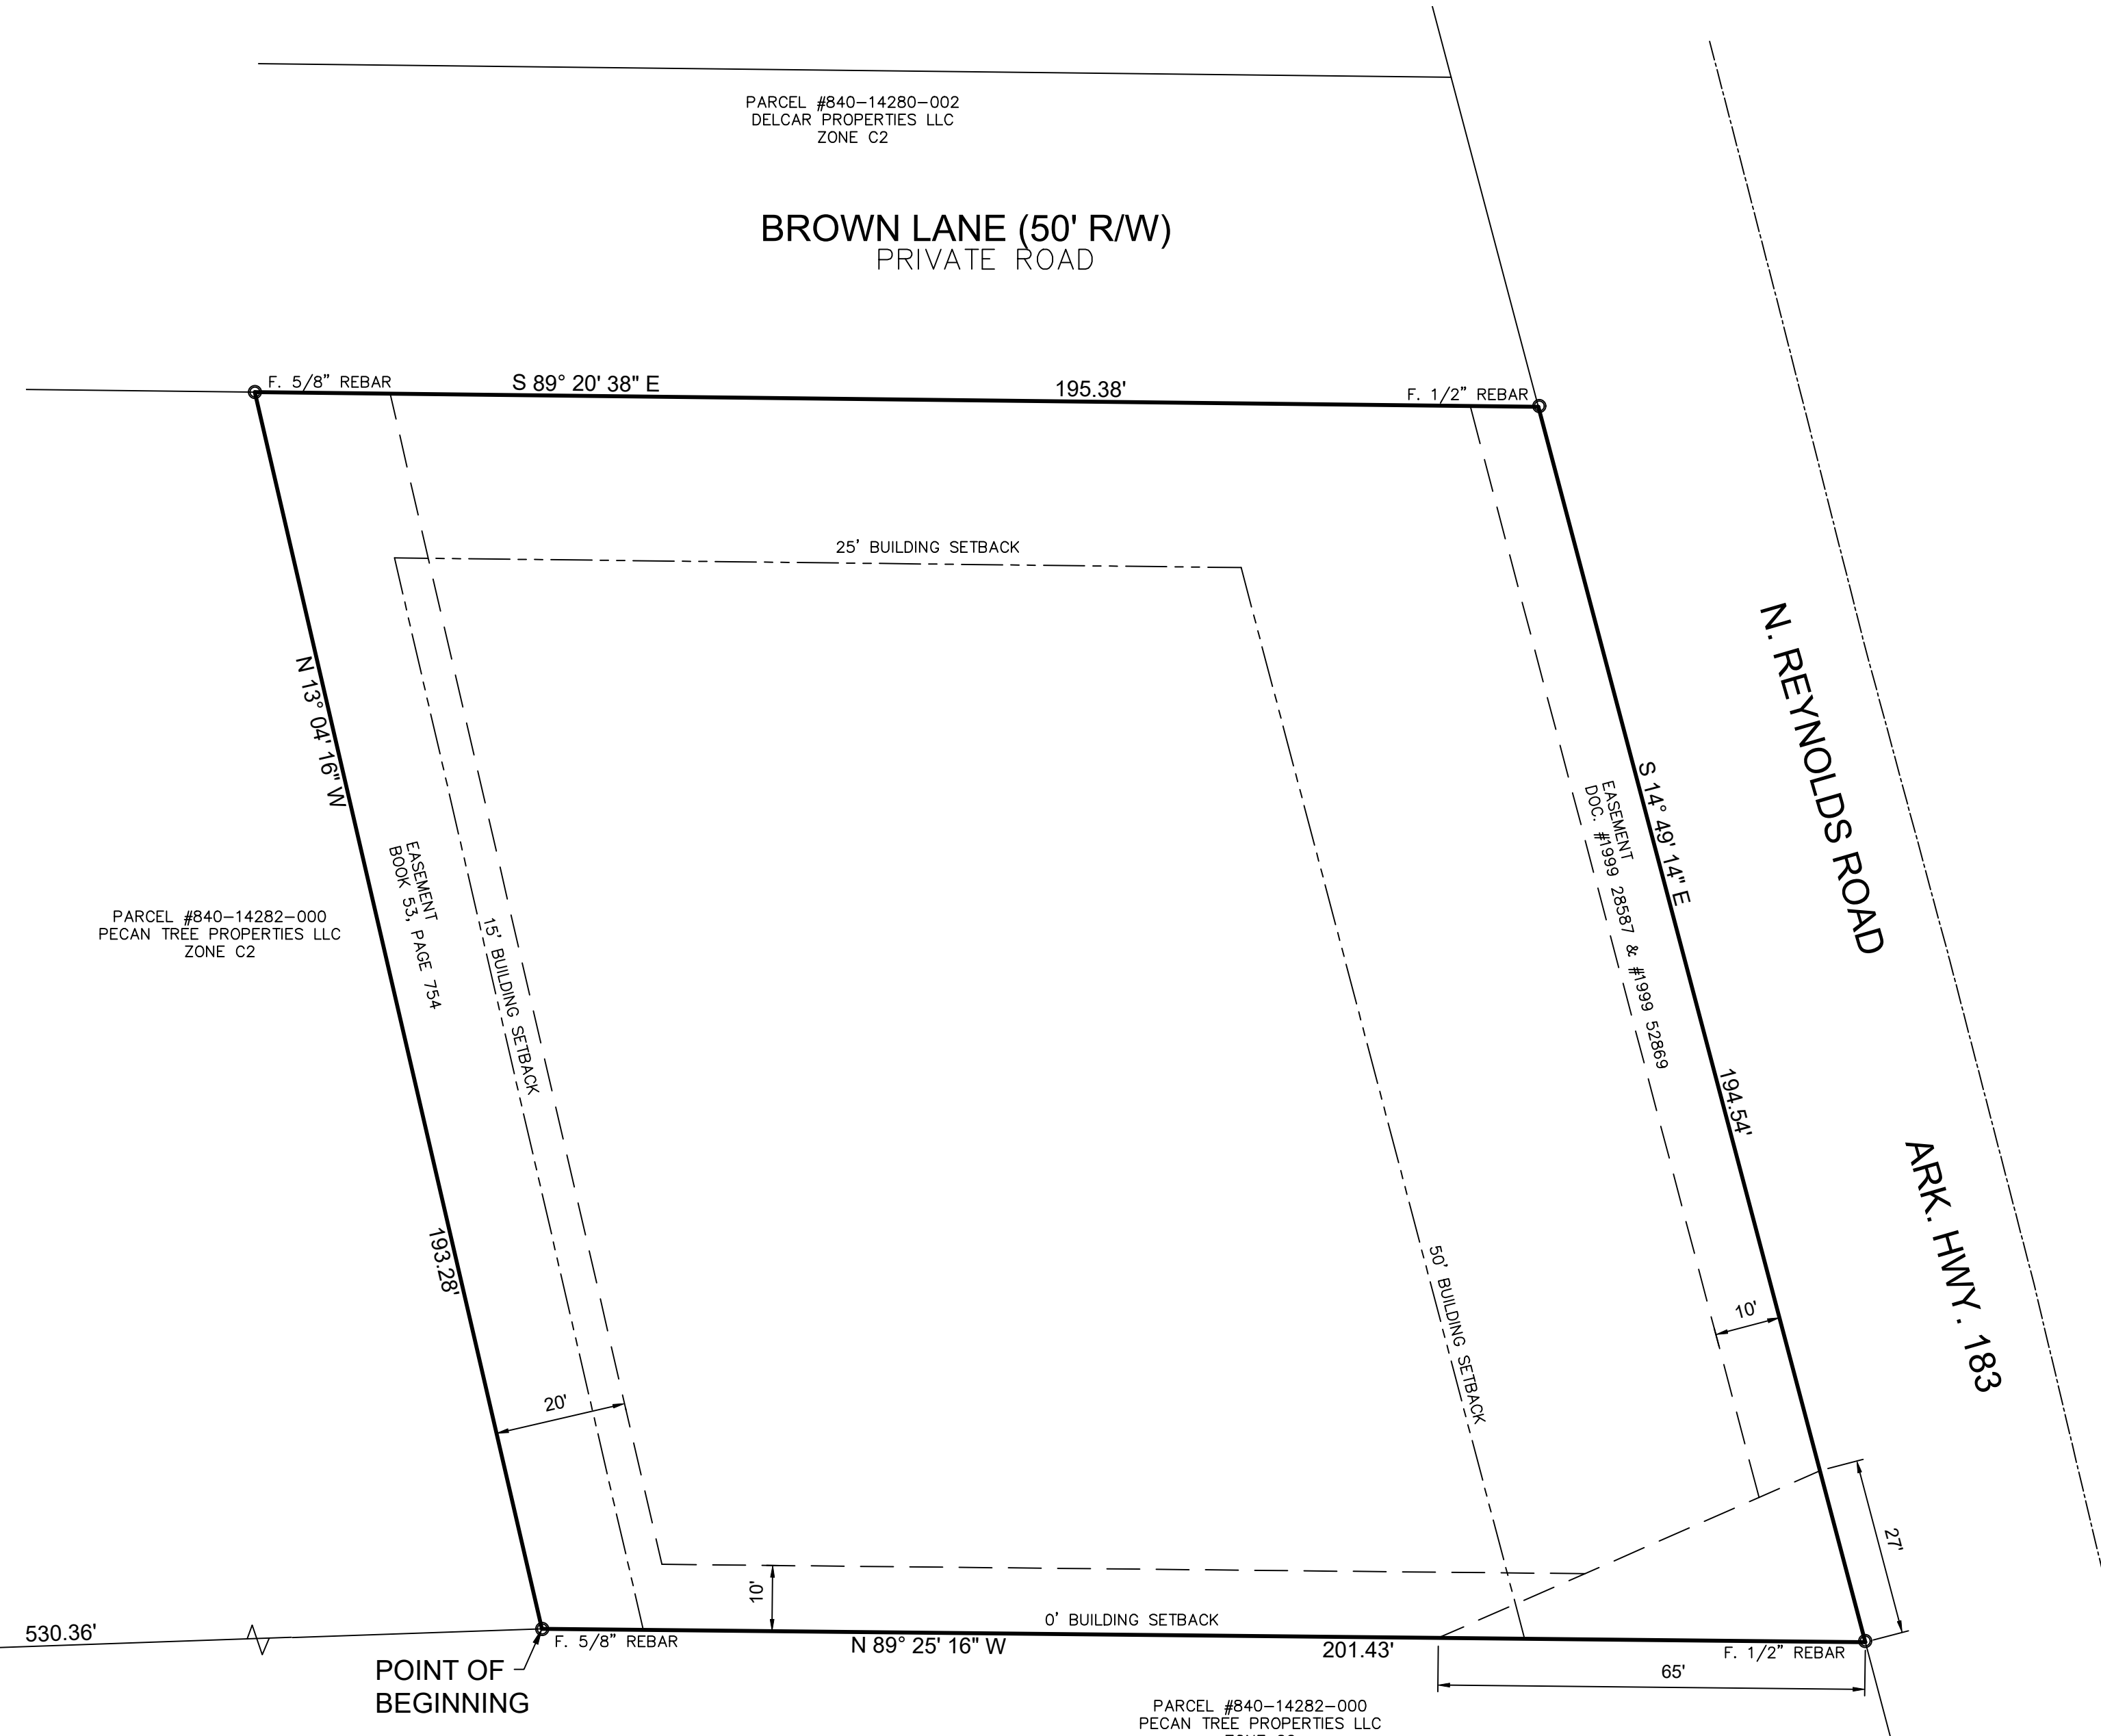 PARCEL #840-14280-002
DELCAR PROPERTIES LLC
ZONE C2
BROWN LANE (50' R/W)
PRIVATE ROAD
F. 5/8" REBAR
S 89° 20' 38" E
195.38'
F. 1/2" REBAR
25' BUILDING SETBACK
N 13° 04' 16" W
193.28'
EASEMENT
BOOK 53, PAGE 754
15' BUILDING SETBACK
PARCEL #840-14282-000
PECAN TREE PROPERTIES LLC
ZONE C2
EASEMENT
DOC. #1999 28587 & #1999 52869
S 14° 49' 14" E
194.54'
N. REYNOLDS ROAD
ARK. HWY. 183
50' BUILDING SETBACK
10'
20'
27'
10'
0' BUILDING SETBACK
530.36'
F. 5/8" REBAR
N 89° 25' 16" W
201.43'
F. 1/2" REBAR
65'
POINT OF
BEGINNING
PARCEL #840-14282-000
PECAN TREE PROPERTIES LLC